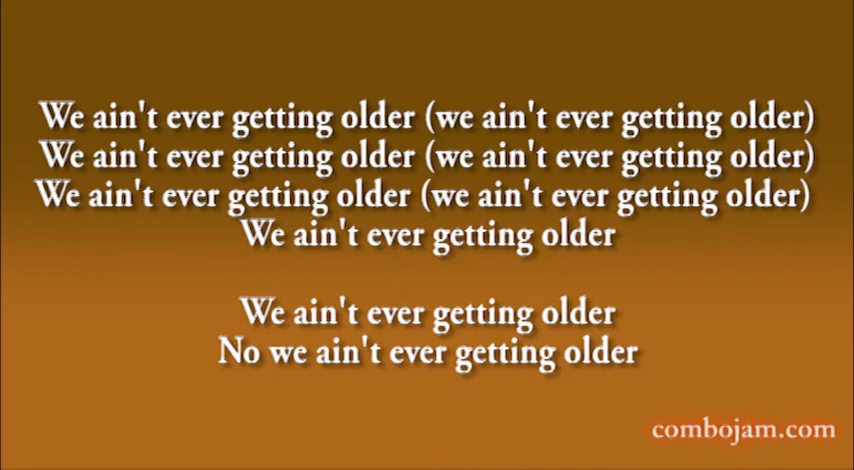 We ain't ever getting older (we ain't ever getting older)
We ain't ever getting older (we ain't ever getting older)
We ain't ever getting older (we ain't ever getting older)
We ain't ever getting older
We ain't ever getting older
No we ain't ever getting older
combojam.com